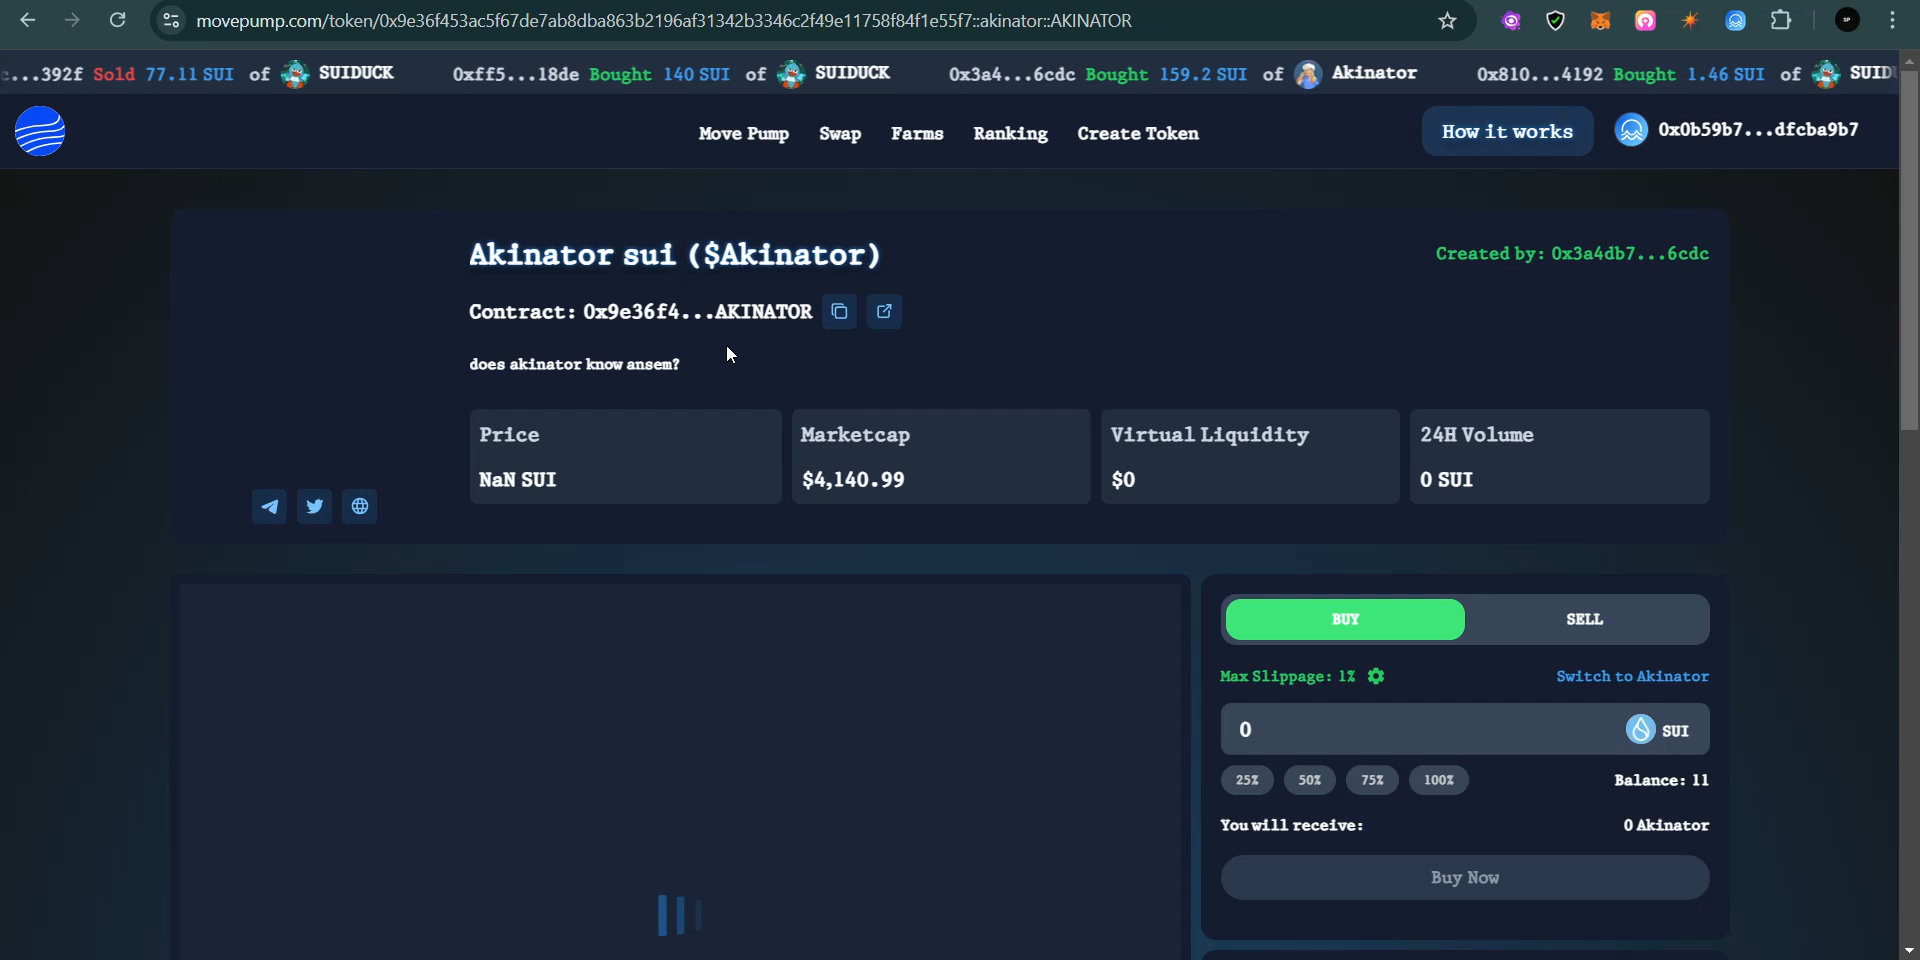 movepump.com/token/0x9e36f453ac5f67de7ab8dba863b2196af31342b3346c2f49e11758f84f1e55f7::akinator::AKINATOR
...392f Sold 77.11 SUI of SUIDUCK 0xff5...18de Bought 140 SUI of SUIDUCK 0x3a4...6cdc Bought 159.2 SUI of Akinator 0x810...4192 Bought 1.46 SUI of
Move Pump Swap Farms Ranking Create Token How it works 0x0b59b7...dfcba9b7
Akinator sui ($Akinator)
Created by: 0x3a4db7...6cdc
Contract: 0x9e36f4...AKINATOR
does akinator know ansem?
Price Marketcap Virtual Liquidity 24H Volume
NaN SUI $4,140.99 $0 0 SUI
BUY SELL
Max Slippage: 1% Switch to Akinator
0 SUI
25% 50% 75% 100% Balance: 11
You will receive: 0 Akinator
Buy Now